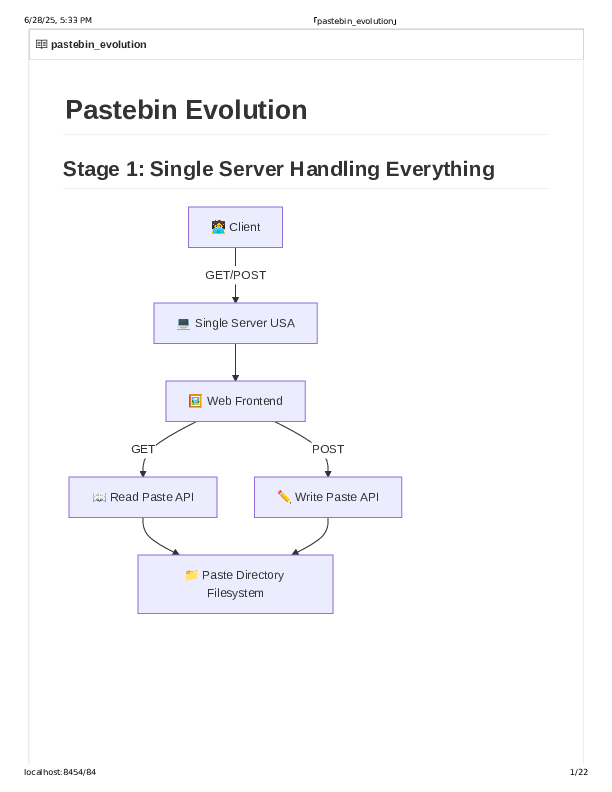 6/28/25, 5:33 PM
「pastebin_evolution」
pastebin_evolution
Pastebin Evolution
Stage 1: Single Server Handling Everything
Client
GET/POST
Single Server USA
Web Frontend
GET
POST
Read Paste API
Write Paste API
Paste Directory
Filesystem
localhost:8454/84
1/22